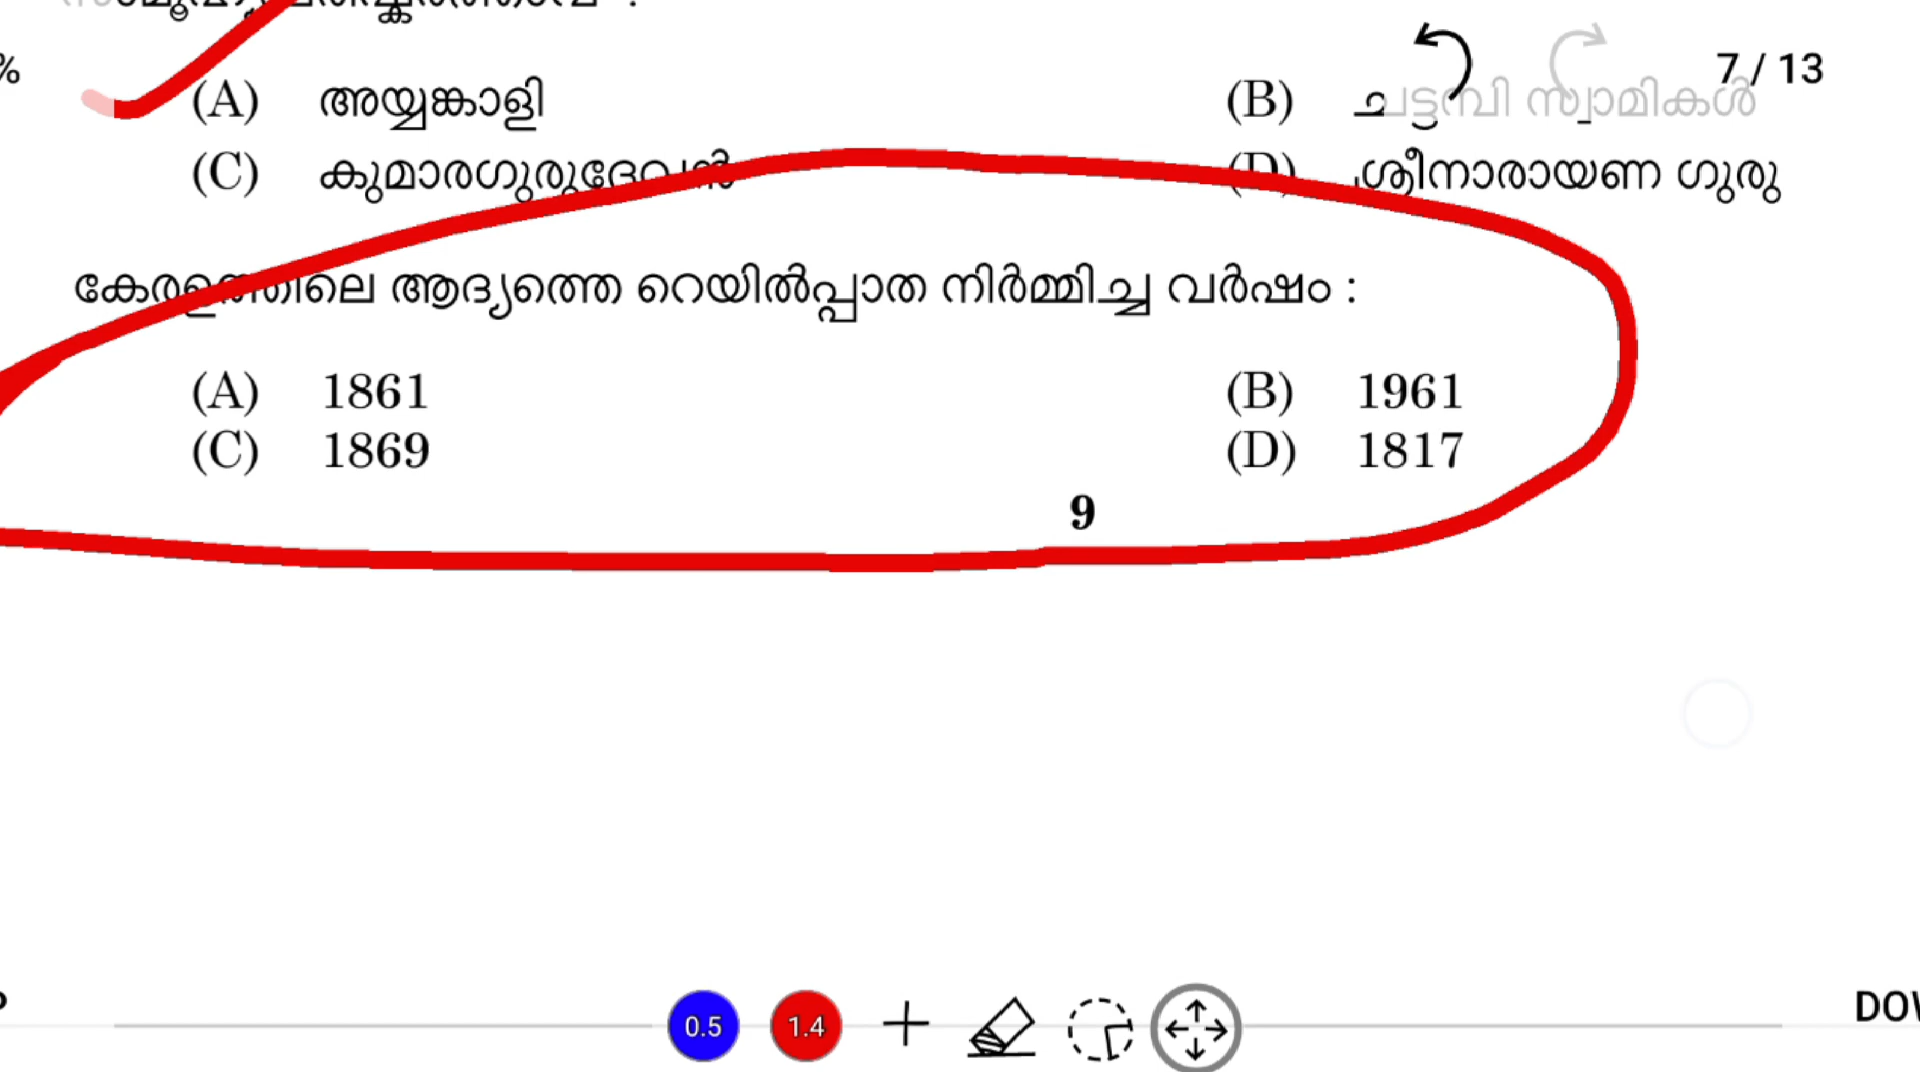 %
7 / 13
(A) അയ്യങ്കാളി (B) ചട്ടമ്പി സ്വാമികൾ
(C) കുമാരഗുരുദേവൻ (D) ശ്രീനാരായണ ഗുരു
കേരളത്തിലെ ആദ്യത്തെ റെയിൽപ്പാത നിർമ്മിച്ച വർഷം :
(A) 1861 (B) 1961
(C) 1869 (D) 1817
9
0.5 1.4